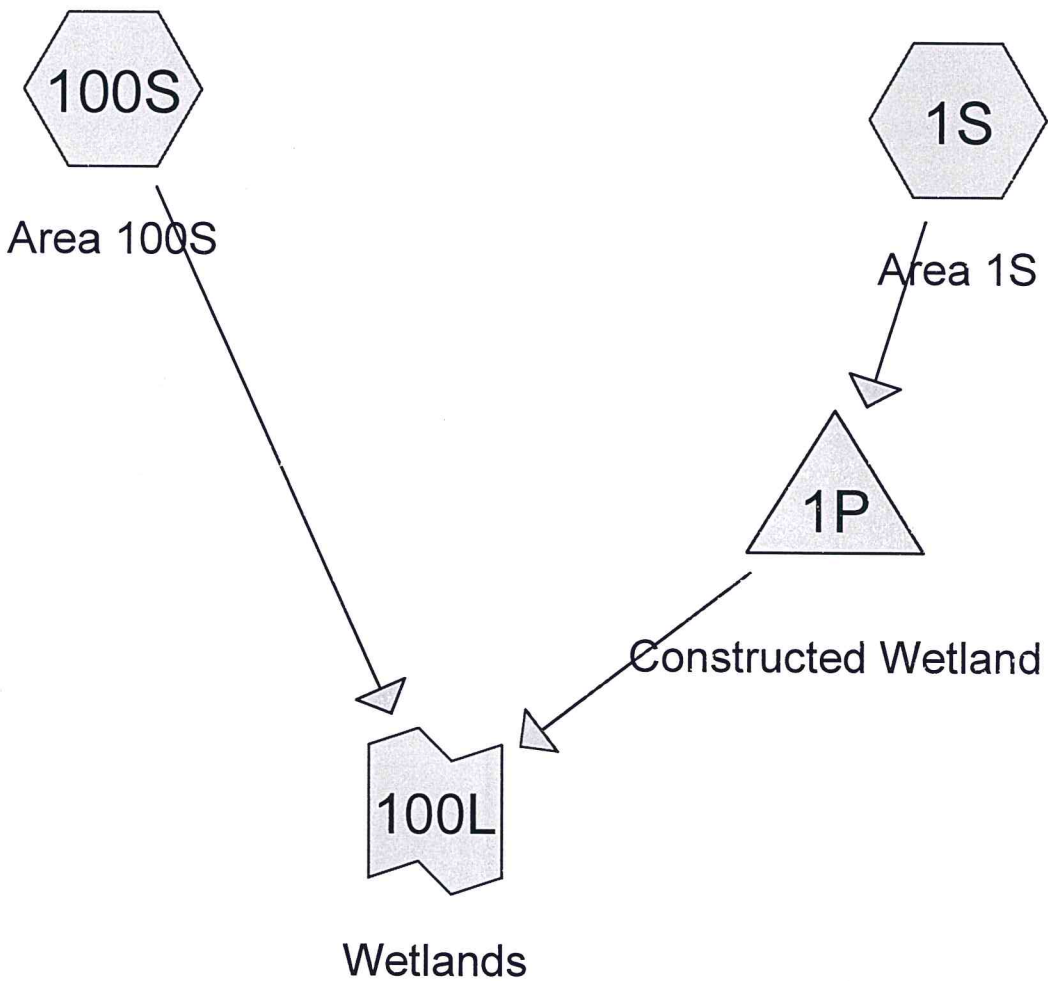 100S
1S
Area 100S
Area 1S
1P
Constructed Wetland
100L
Wetlands